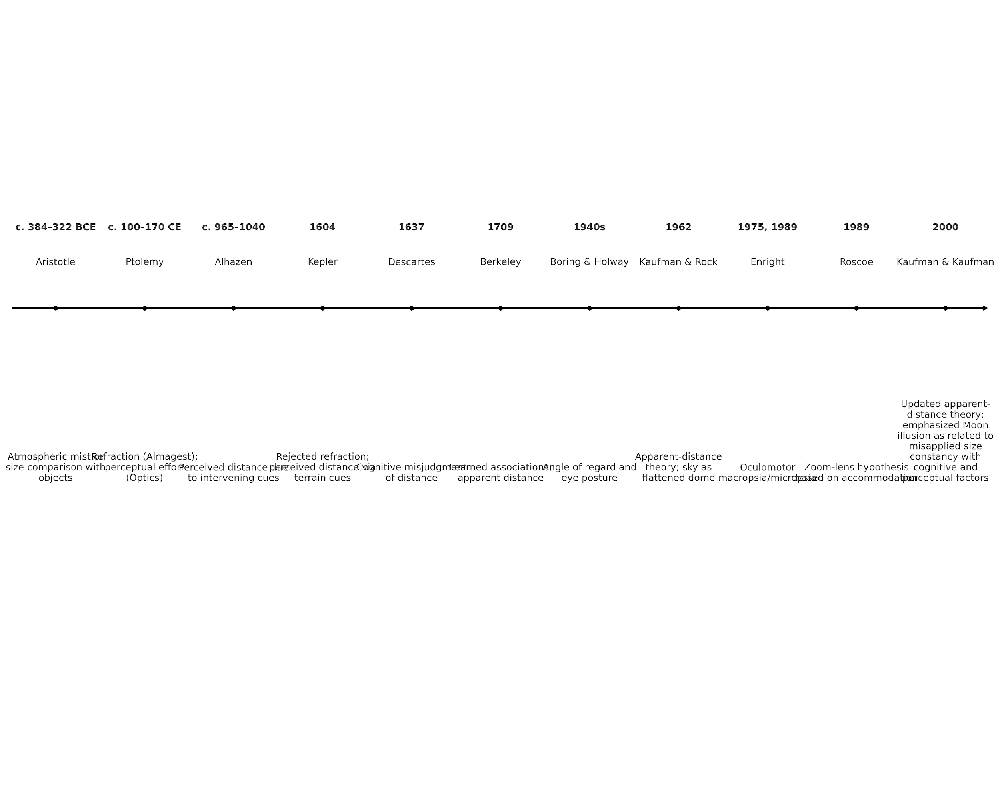 c. 384–322 BCE
c. 100–170 CE
c. 965–1040
1604
1637
1709
1940s
1962
1975, 1989
1989
2000
Aristotle
Ptolemy
Alhazen
Kepler
Descartes
Berkeley
Boring & Holway
Kaufman & Rock
Enright
Roscoe
Kaufman & Kaufman
Atmospheric mist or
size comparison with
objects
Refraction (Almagest);
perceptual effort
(Optics)
Perceived distance due
to intervening cues
Rejected refraction;
perceived distance via
terrain cues
Cognitive misjudgment
of distance
Learned associations;
apparent distance
Angle of regard and
eye posture
Apparent-distance
theory; sky as
flattened dome
Oculomotor
macropsia/micropsia
Zoom-lens hypothesis
based on accommodation
Updated apparent-
distance theory;
emphasized Moon
illusion as related to
misapplied size
constancy with
cognitive and
perceptual factors